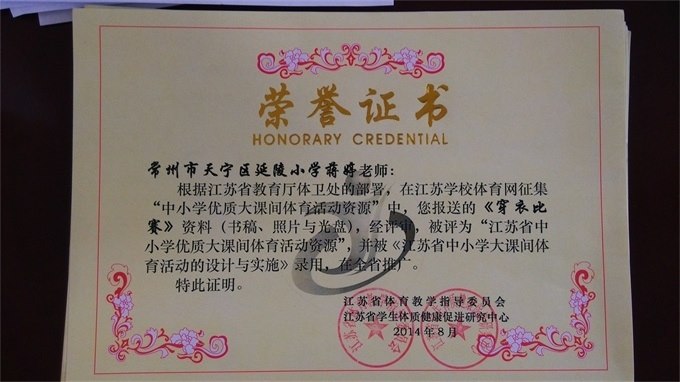 荣誉证书
HONORARY CREDENTIAL
常州市天宁区延陵小学蒋婷老师:
根据江苏省教育厅体卫处的部署，在江苏学校体育网征集
“中小学优质大课间体育活动资源”中，您报送的《穿衣比
赛》资料（书稿、照片与光盘），经评审，被评为“江苏省中
小学优质大课间体育活动资源”，并被《江苏省中小学大课间体
育活动的设计与实施》录用，在全省推广。
特此证明。
江苏省体育教学指导委员会
江苏省学生体质健康促进研究中心
2014年8月